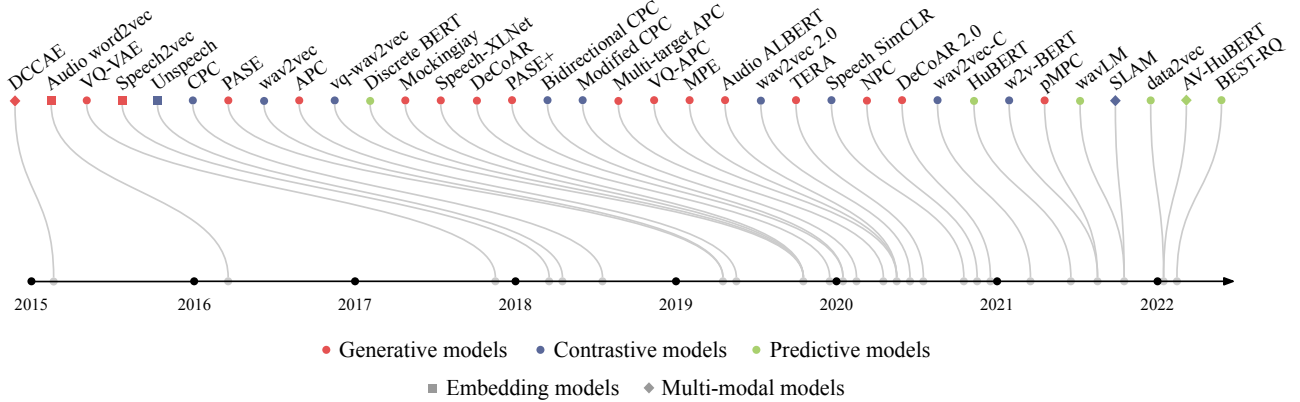 DCCAE
Audio word2vec
VQ-VAE
Speech2vec
Unspeech
CPC
PASE
wav2vec
APC
vq-wav2vec
Discrete BERT
Mockingjay
Speech-XLNet
DeCoAR
PASE+
Bidirectional CPC
Modified CPC
Multi-target APC
VQ-APC
MPE
Audio ALBERT
wav2vec 2.0
TERA
Speech SimCLR
NPC
DeCoAR 2.0
wav2vec-C
HuBERT
w2v-BERT
pMPC
wavLM
SLAM
data2vec
AV-HuBERT
BEST-RQ
2015 2016 2017 2018 2019 2020 2021 2022
Generative models Contrastive models Predictive models
Embedding models Multi-modal models